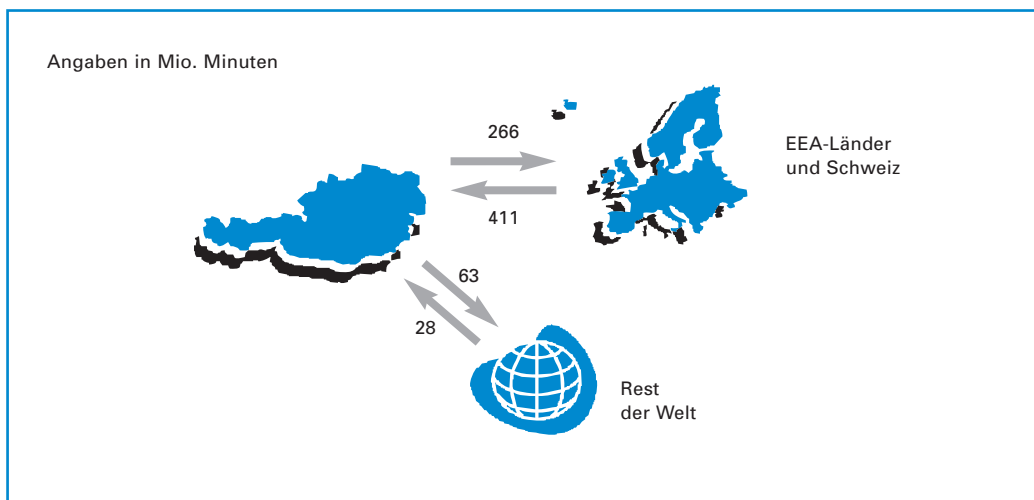 Angaben in Mio. Minuten
266
EEA-Länder
und Schweiz
411
63
28
Rest
der Welt